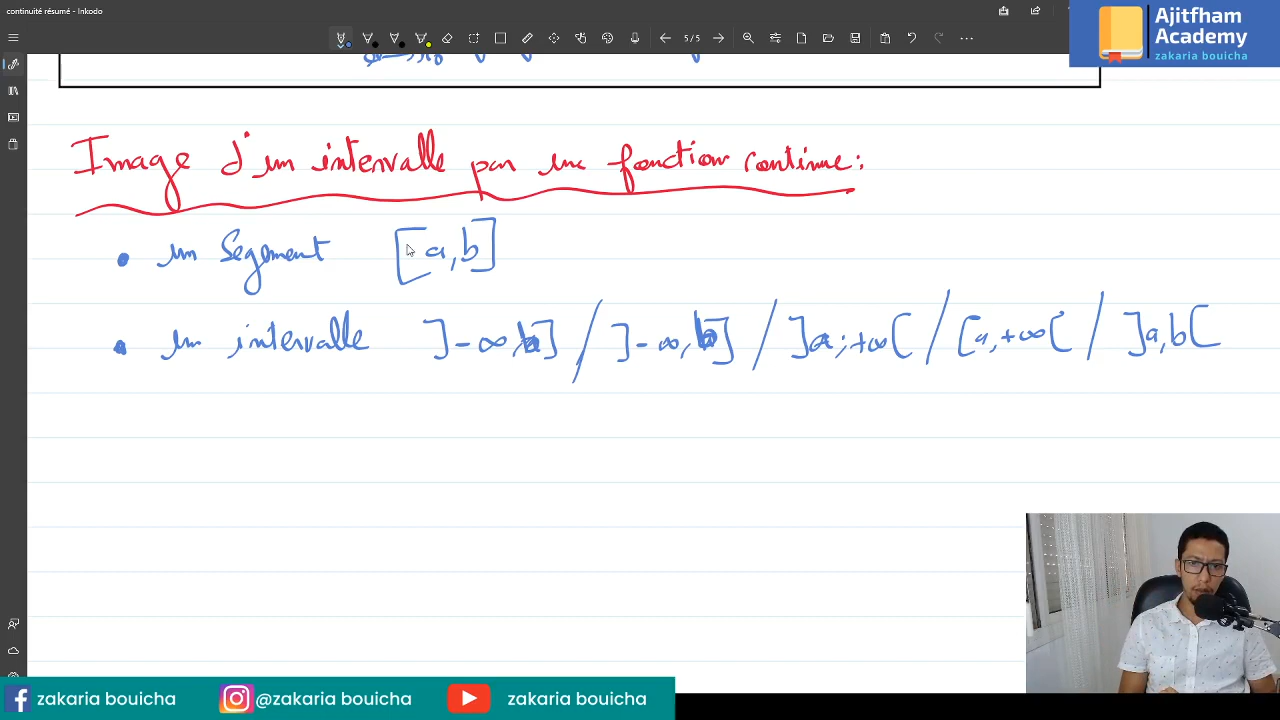 continuité résumé - Inkodo
5/5
Ajitfham
Academy
zakaria bouicha
Image d'un intervalle par une fonction continue:
• un Segment [a,b]
• un intervalle ]-∞,b] / ]-∞,b] / ]a;+∞[ / [a,+∞[ / ]a,b[
zakaria bouicha @zakaria bouicha zakaria bouicha